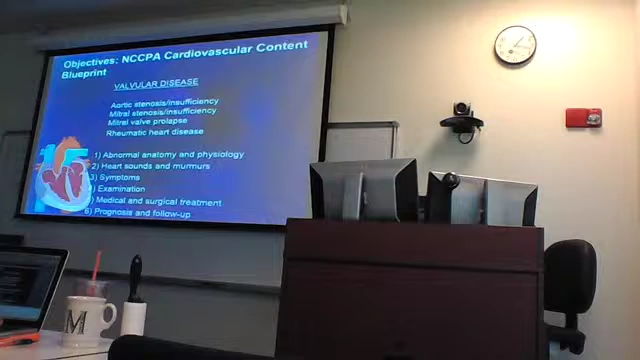 Objectives: NCCPA Cardiovascular Content
Blueprint
VALVULAR DISEASE
Aortic stenosis/insufficiency
Mitral stenosis/insufficiency
Mitral valve prolapse
Rheumatic heart disease
1) Abnormal anatomy and physiology
2) Heart sounds and murmurs
3) Symptoms
4) Examination
5) Medical and surgical treatment
6) Prognosis and follow-up
M